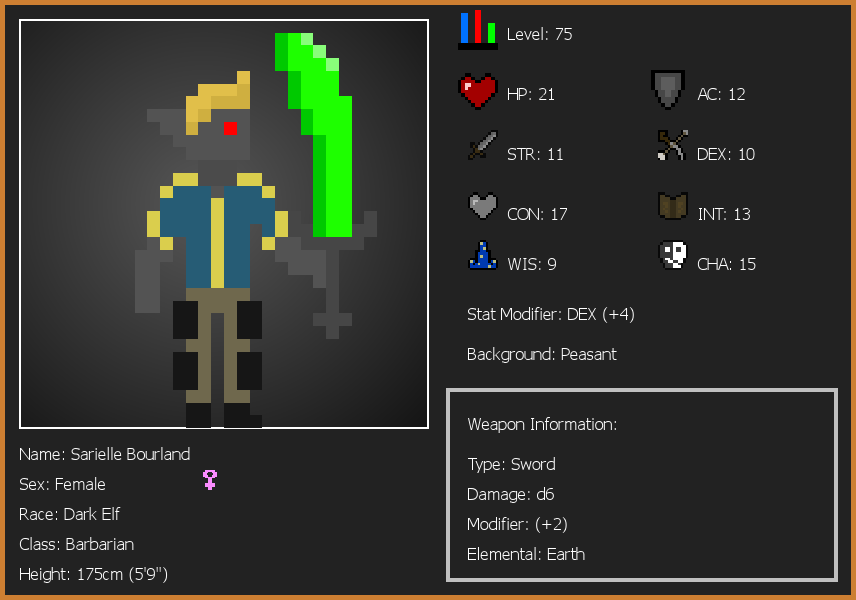 Level: 75
HP: 21
AC: 12
STR: 11
DEX: 10
CON: 17
INT: 13
WIS: 9
CHA: 15
Stat Modifier: DEX (+4)
Background: Peasant
Weapon Information:
Type: Sword
Damage: d6
Modifier: (+2)
Elemental: Earth
Name: Sarielle Bourland
Sex: Female
Race: Dark Elf
Class: Barbarian
Height: 175cm (5'9")